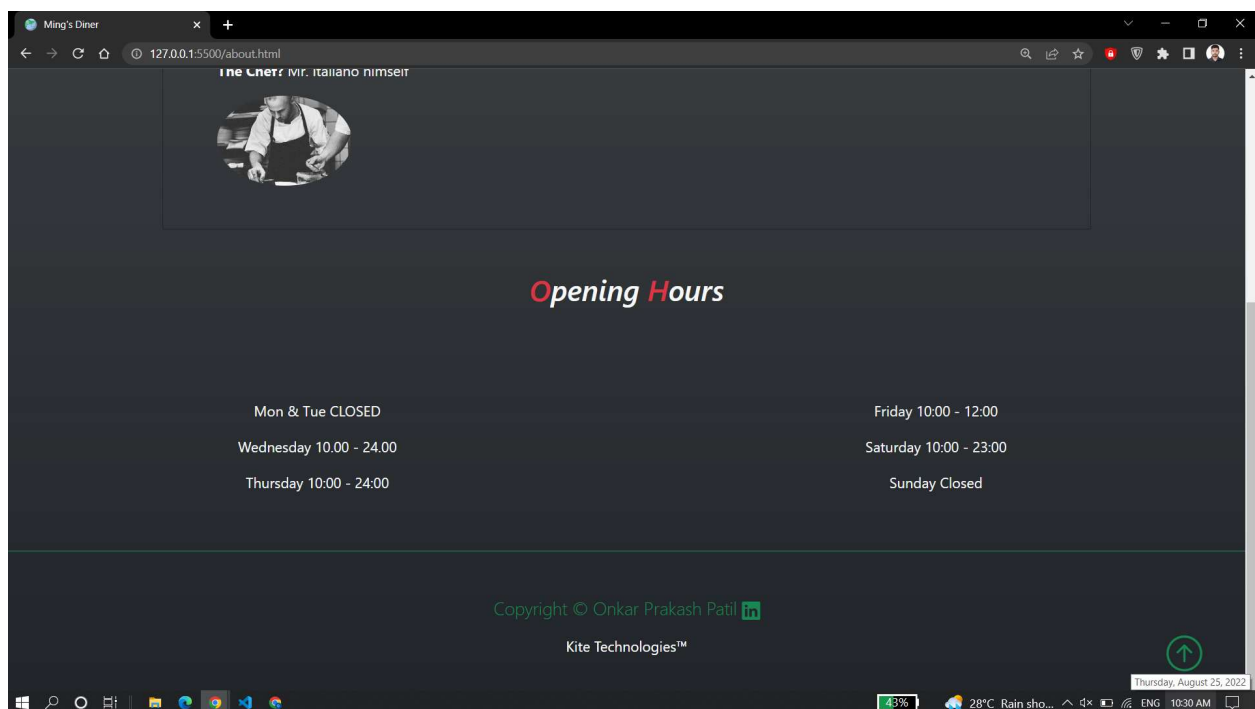 Ming's Diner
127.0.0.1:5500/about.html
The Chef? Mr. Italiano himself
Opening Hours
Mon & Tue CLOSED
Wednesday 10.00 - 24.00
Thursday 10:00 - 24:00
Friday 10:00 - 12:00
Saturday 10:00 - 23:00
Sunday Closed
Copyright © Onkar Prakash Patil in
Kite Technologies™
Thursday, August 25, 2022
43%
28°C Rain sho...
ENG
10:30 AM